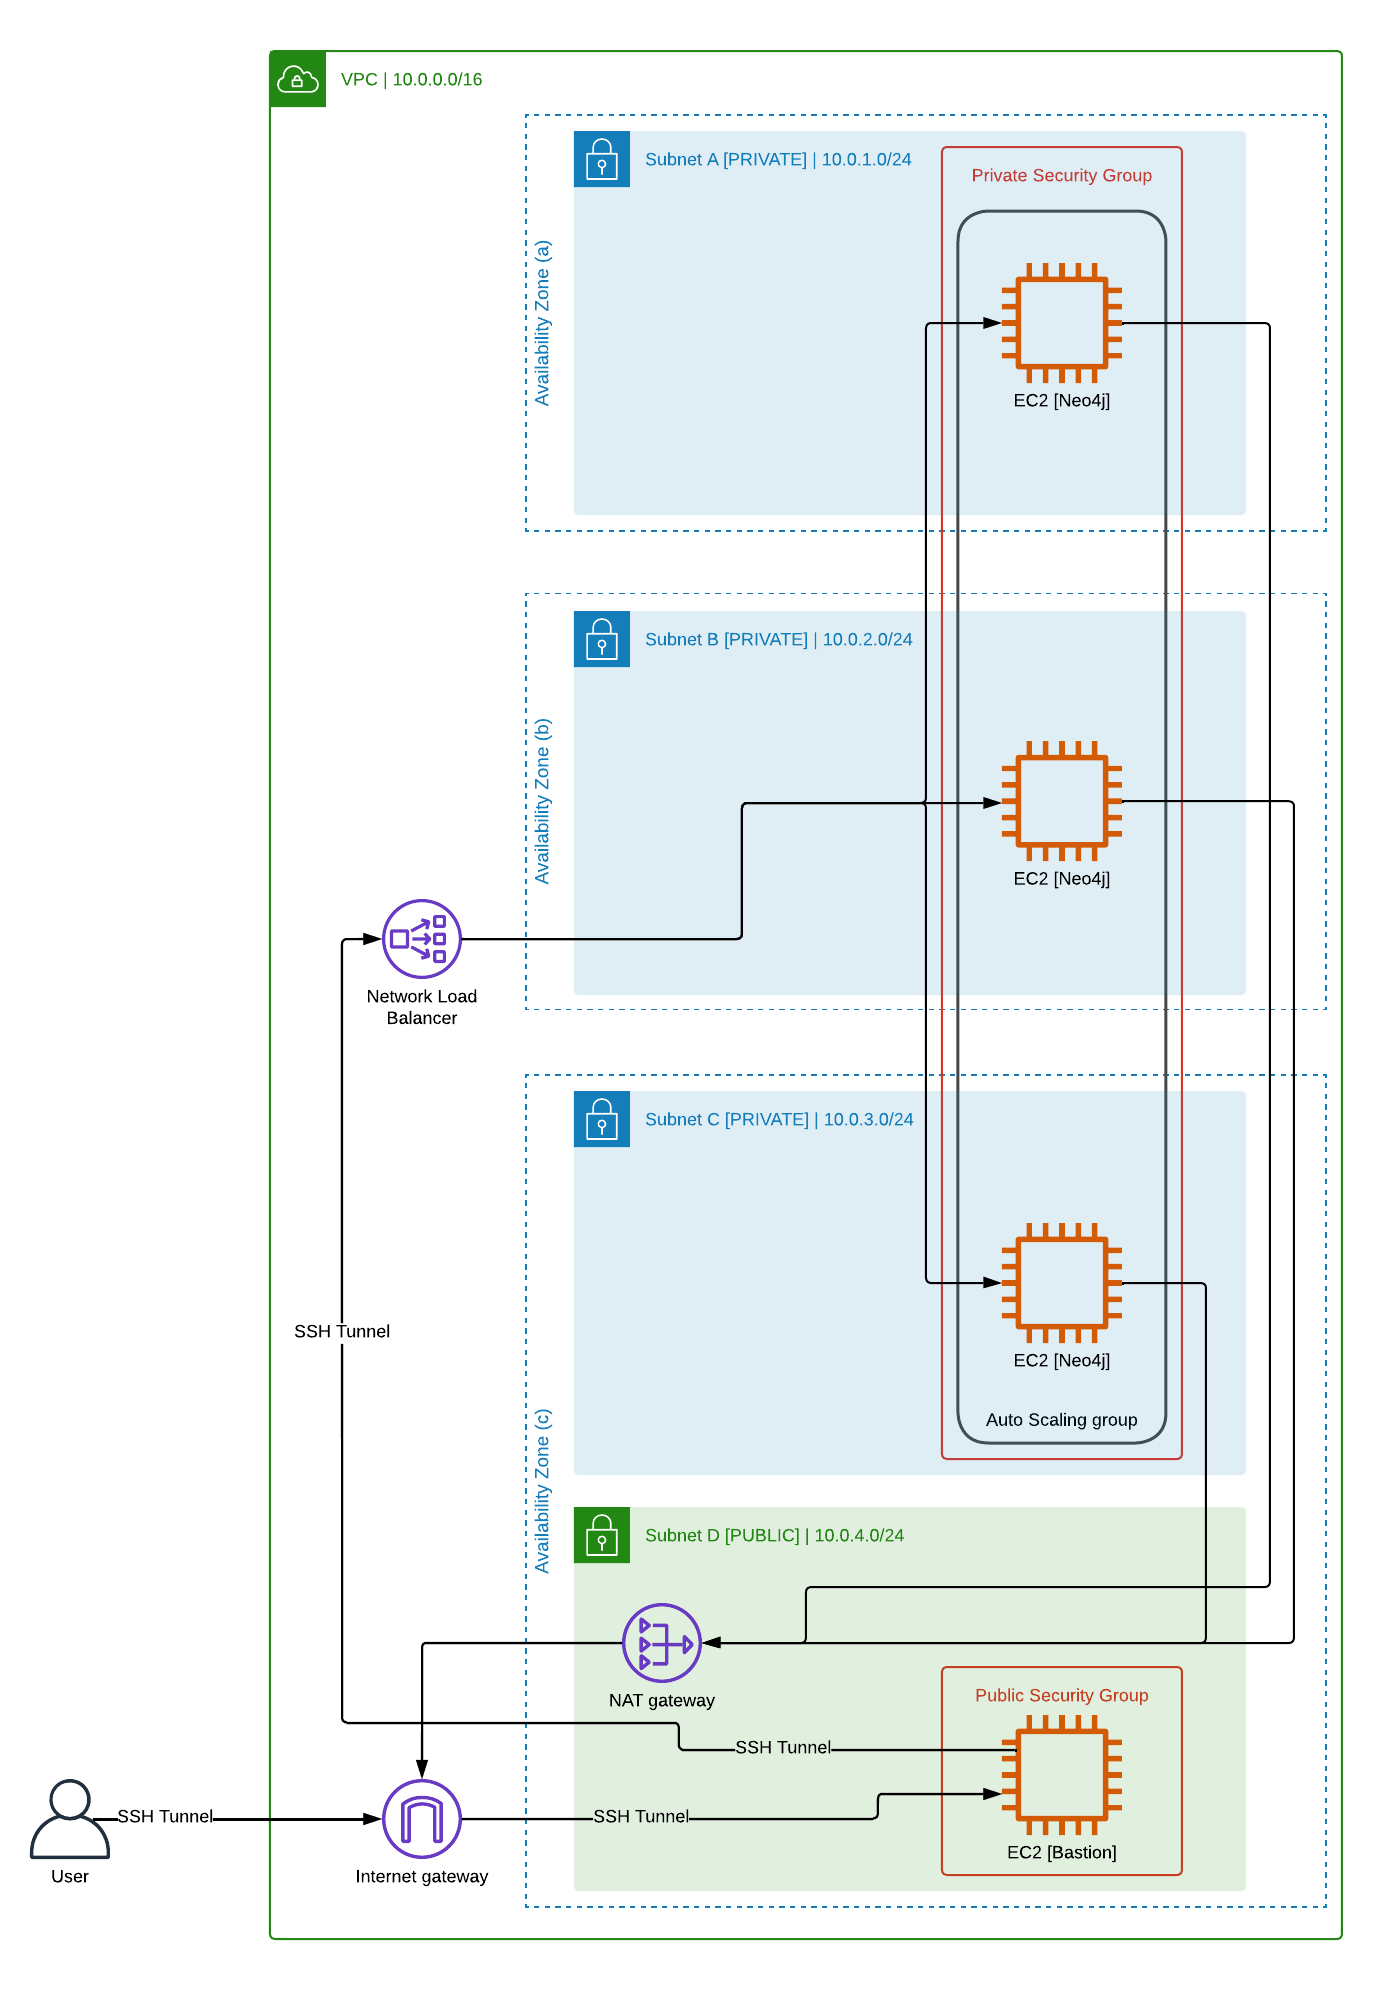 VPC | 10.0.0.0/16
Subnet A [PRIVATE] | 10.0.1.0/24
Private Security Group
Availability Zone (a)
EC2 [Neo4j]
Subnet B [PRIVATE] | 10.0.2.0/24
Availability Zone (b)
EC2 [Neo4j]
Network Load
Balancer
Subnet C [PRIVATE] | 10.0.3.0/24
SSH Tunnel
EC2 [Neo4j]
Auto Scaling group
Availability Zone (c)
Subnet D [PUBLIC] | 10.0.4.0/24
NAT gateway
Public Security Group
SSH Tunnel
SSH Tunnel
SSH Tunnel
EC2 [Bastion]
User
Internet gateway